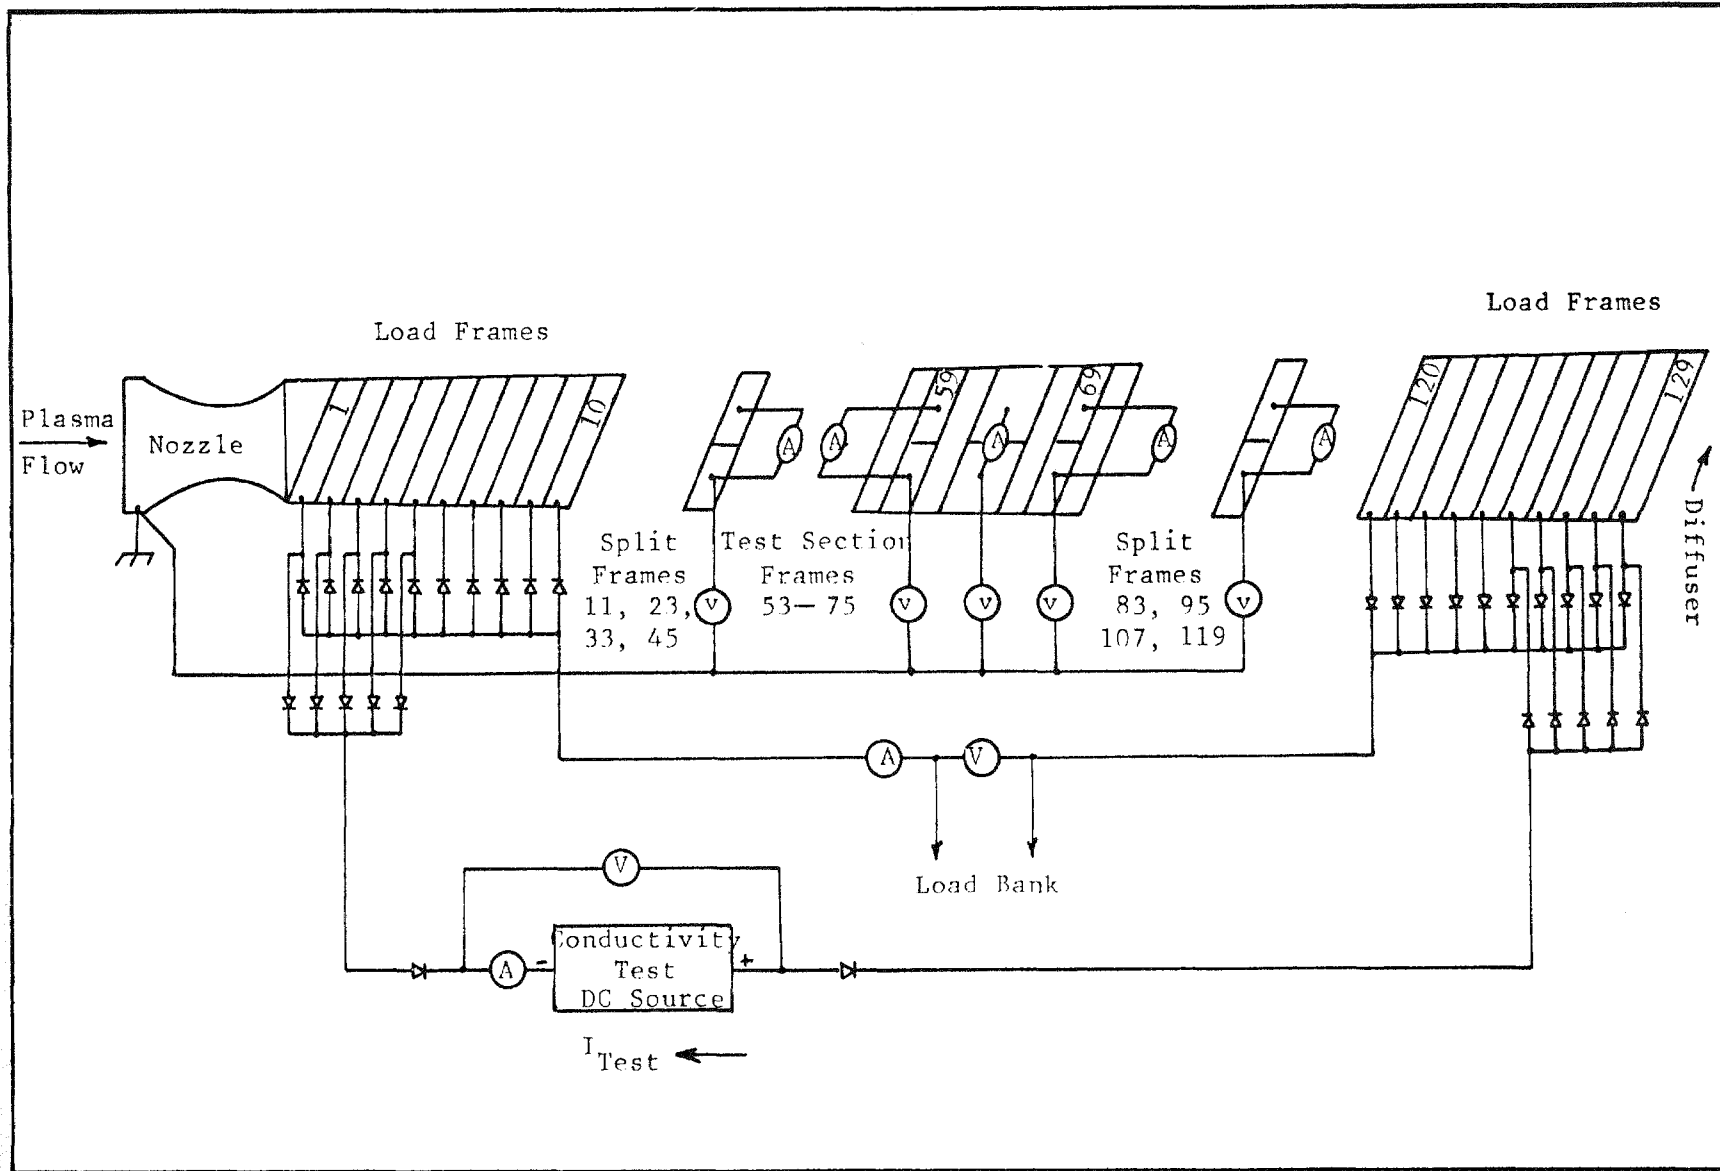 Load Frames
Load Frames
Plasma
Flow
Nozzle
1
10
A
A
59
A
69
A
A
120
129
Diffuser
Split
Frames
11, 23,
33, 45
v
Test Section
Frames
53—75
v
v
v
Split
Frames
83, 95
107, 119
v
A
V
Load Bank
V
A
-
Conductivity
Test
DC Source
+
I Test